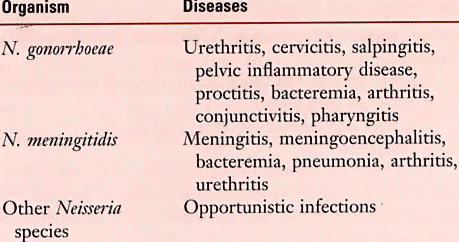 Organism Diseases
N. gonorrhoeae Urethritis, cervicitis, salpingitis,
pelvic inflammatory disease,
proctitis, bacteremia, arthritis,
conjunctivitis, pharyngitis
N. meningitidis Meningitis, meningoencephalitis,
bacteremia, pneumonia, arthritis,
urethritis
Other Neisseria Opportunistic infections
species